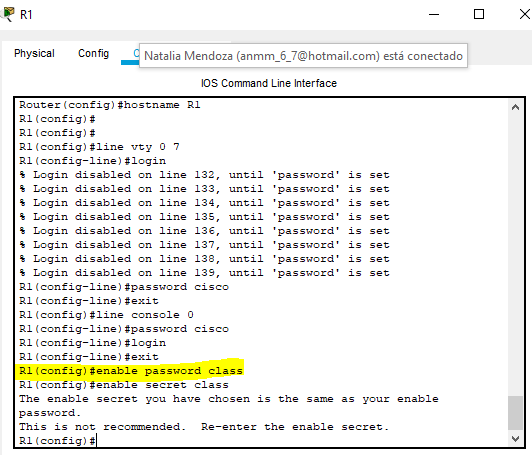 R1
Physical
Config
C
Natalia Mendoza (anmm_6_7@hotmail.com) está conectado
IOS Command Line Interface
Router(config)#hostname R1
R1(config)#
R1(config)#
R1(config)#line vty 0 7
R1(config-line)#login
% Login disabled on line 132, until 'password' is set
% Login disabled on line 133, until 'password' is set
% Login disabled on line 134, until 'password' is set
% Login disabled on line 135, until 'password' is set
% Login disabled on line 136, until 'password' is set
% Login disabled on line 137, until 'password' is set
% Login disabled on line 138, until 'password' is set
% Login disabled on line 139, until 'password' is set
R1(config-line)#password cisco
R1(config-line)#exit
R1(config)#line console 0
R1(config-line)#password cisco
R1(config-line)#login
R1(config-line)#exit
R1(config)#enable password class
R1(config)#enable secret class
The enable secret you have chosen is the same as your enable
password.
This is not recommended.  Re-enter the enable secret.
R1(config)#